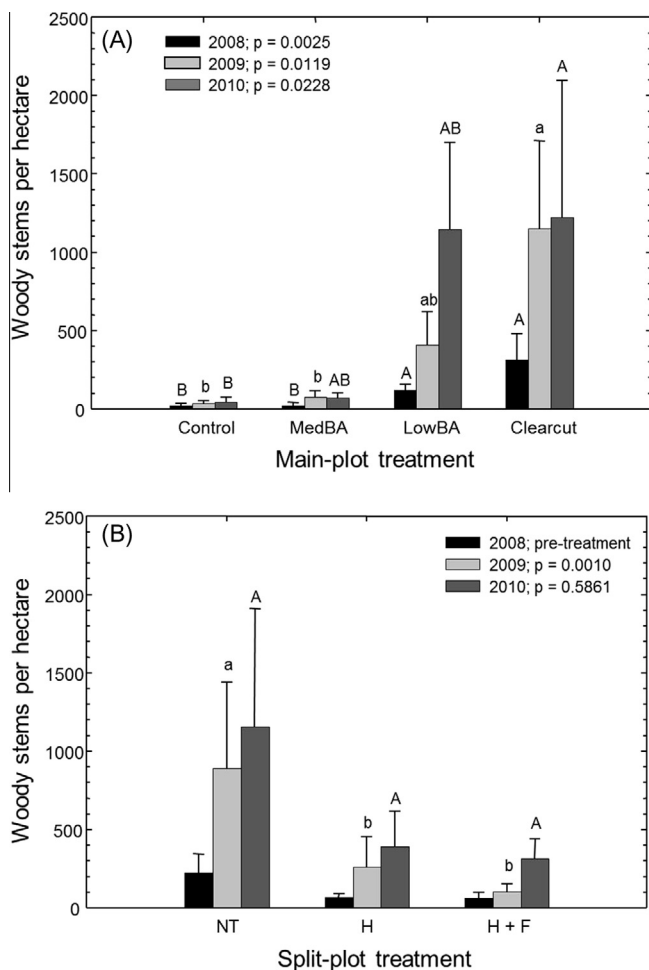 (A)
2008; p = 0.0025
2009; p = 0.0119
2010; p = 0.0228
Woody stems per hectare
2500
2000
1500
1000
500
0
B b B
B b AB
A ab AB
A a A
Control MedBA LowBA Clearcut
Main-plot treatment
(B)
2008; pre-treatment
2009; p = 0.0010
2010; p = 0.5861
Woody stems per hectare
2500
2000
1500
1000
500
0
a A
b A
b A
NT H H + F
Split-plot treatment